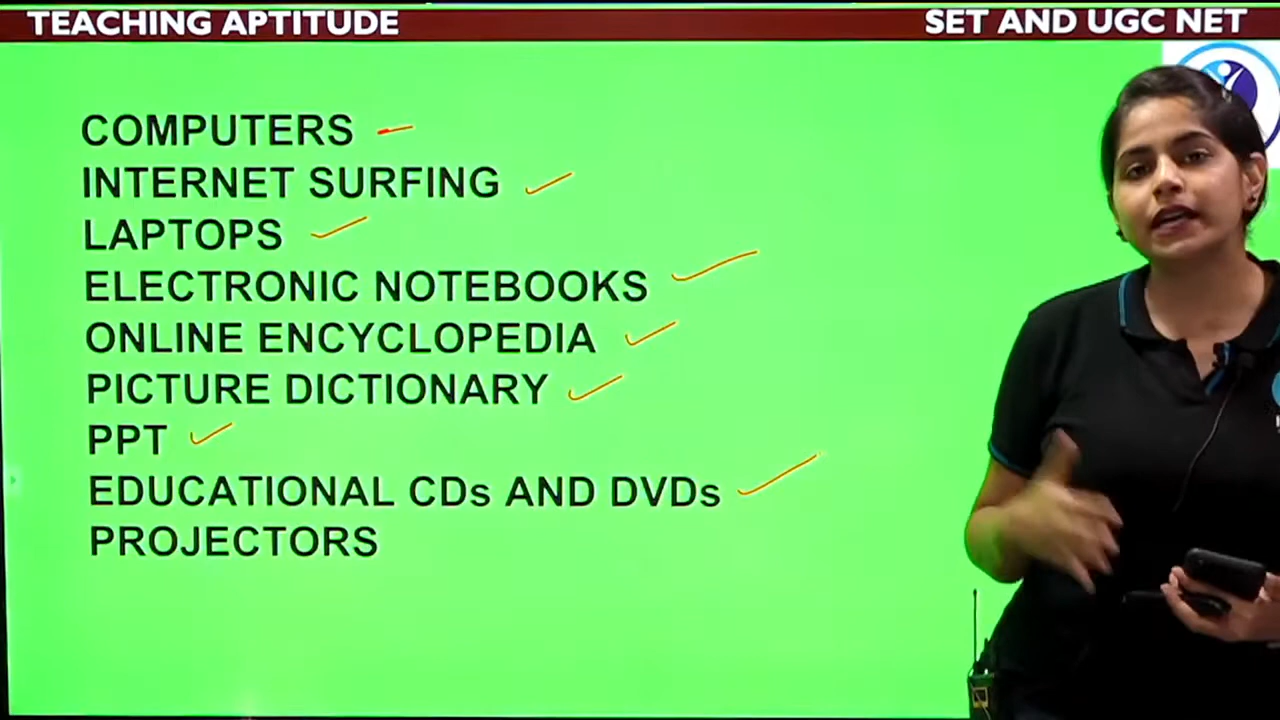 TEACHING APTITUDE
SET AND UGC NET
COMPUTERS
INTERNET SURFING
LAPTOPS
ELECTRONIC NOTEBOOKS
ONLINE ENCYCLOPEDIA
PICTURE DICTIONARY
PPT
EDUCATIONAL CDs AND DVDs
PROJECTORS